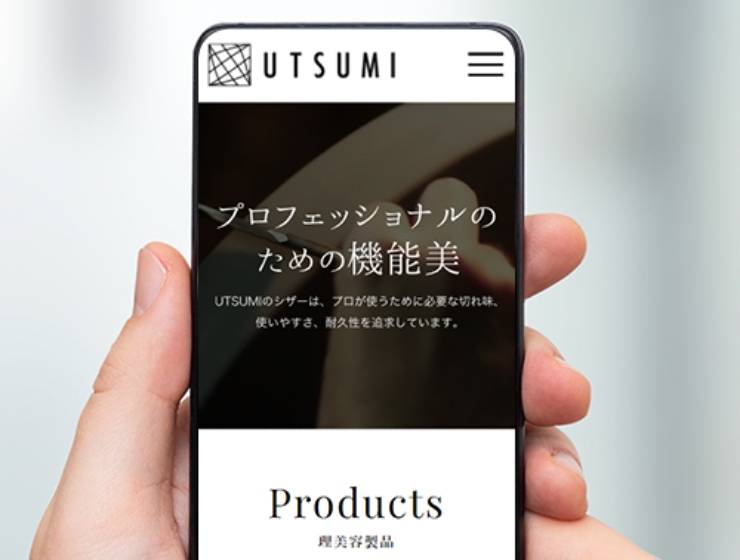 UTSUMI
プロフェッショナルの
ための機能美
UTSUMIのシザーは、プロが使うために必要な切れ味、
使いやすさ、耐久性を追求しています。
Products
理美容製品